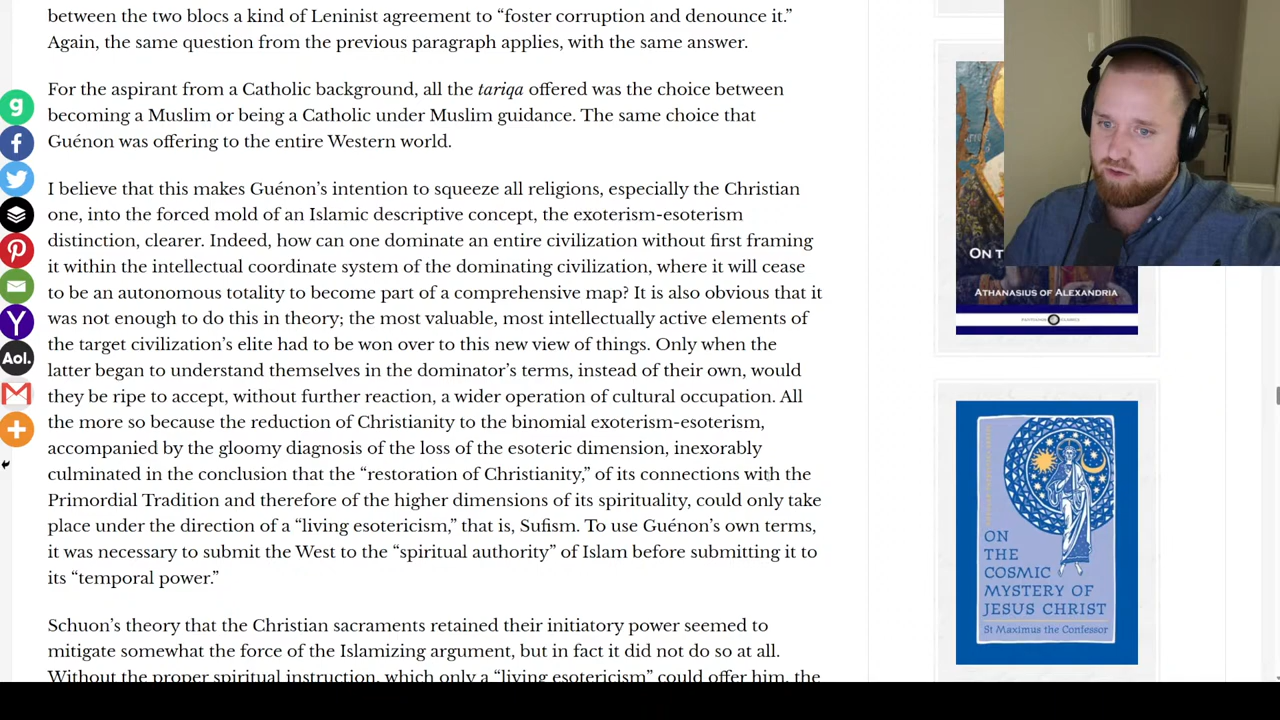 between the two blocs a kind of Leninist agreement to “foster corruption and denounce it.”
Again, the same question from the previous paragraph applies, with the same answer.
For the aspirant from a Catholic background, all the tariqa offered was the choice between
becoming a Muslim or being a Catholic under Muslim guidance. The same choice that
Guénon was offering to the entire Western world.
I believe that this makes Guénon’s intention to squeeze all religions, especially the Christian
one, into the forced mold of an Islamic descriptive concept, the exoterism-esoterism
distinction, clearer. Indeed, how can one dominate an entire civilization without first framing
it within the intellectual coordinate system of the dominating civilization, where it will cease
to be an autonomous totality to become part of a comprehensive map? It is also obvious that it
was not enough to do this in theory; the most valuable, most intellectually active elements of
the target civilization’s elite had to be won over to this new view of things. Only when the
latter began to understand themselves in the dominator’s terms, instead of their own, would
they be ripe to accept, without further reaction, a wider operation of cultural occupation. All
the more so because the reduction of Christianity to the binomial exoterism-esoterism,
accompanied by the gloomy diagnosis of the loss of the esoteric dimension, inexorably
culminated in the conclusion that the “restoration of Christianity,” of its connections with the
Primordial Tradition and therefore of the higher dimensions of its spirituality, could only take
place under the direction of a “living esotericism,” that is, Sufism. To use Guénon’s own terms,
it was necessary to submit the West to the “spiritual authority” of Islam before submitting it to
its “temporal power.”
Schuon’s theory that the Christian sacraments retained their initiatory power seemed to
mitigate somewhat the force of the Islamizing argument, but in fact it did not do so at all.
Without the proper spiritual instruction, which only a “living esotericism” could offer him, the
g
Y
Aol.
ON T
ATHANASIUS OF ALEXANDRIA
ON
THE
COSMIC
MYSTERY OF
JESUS CHRIST
St Maximus the Confessor